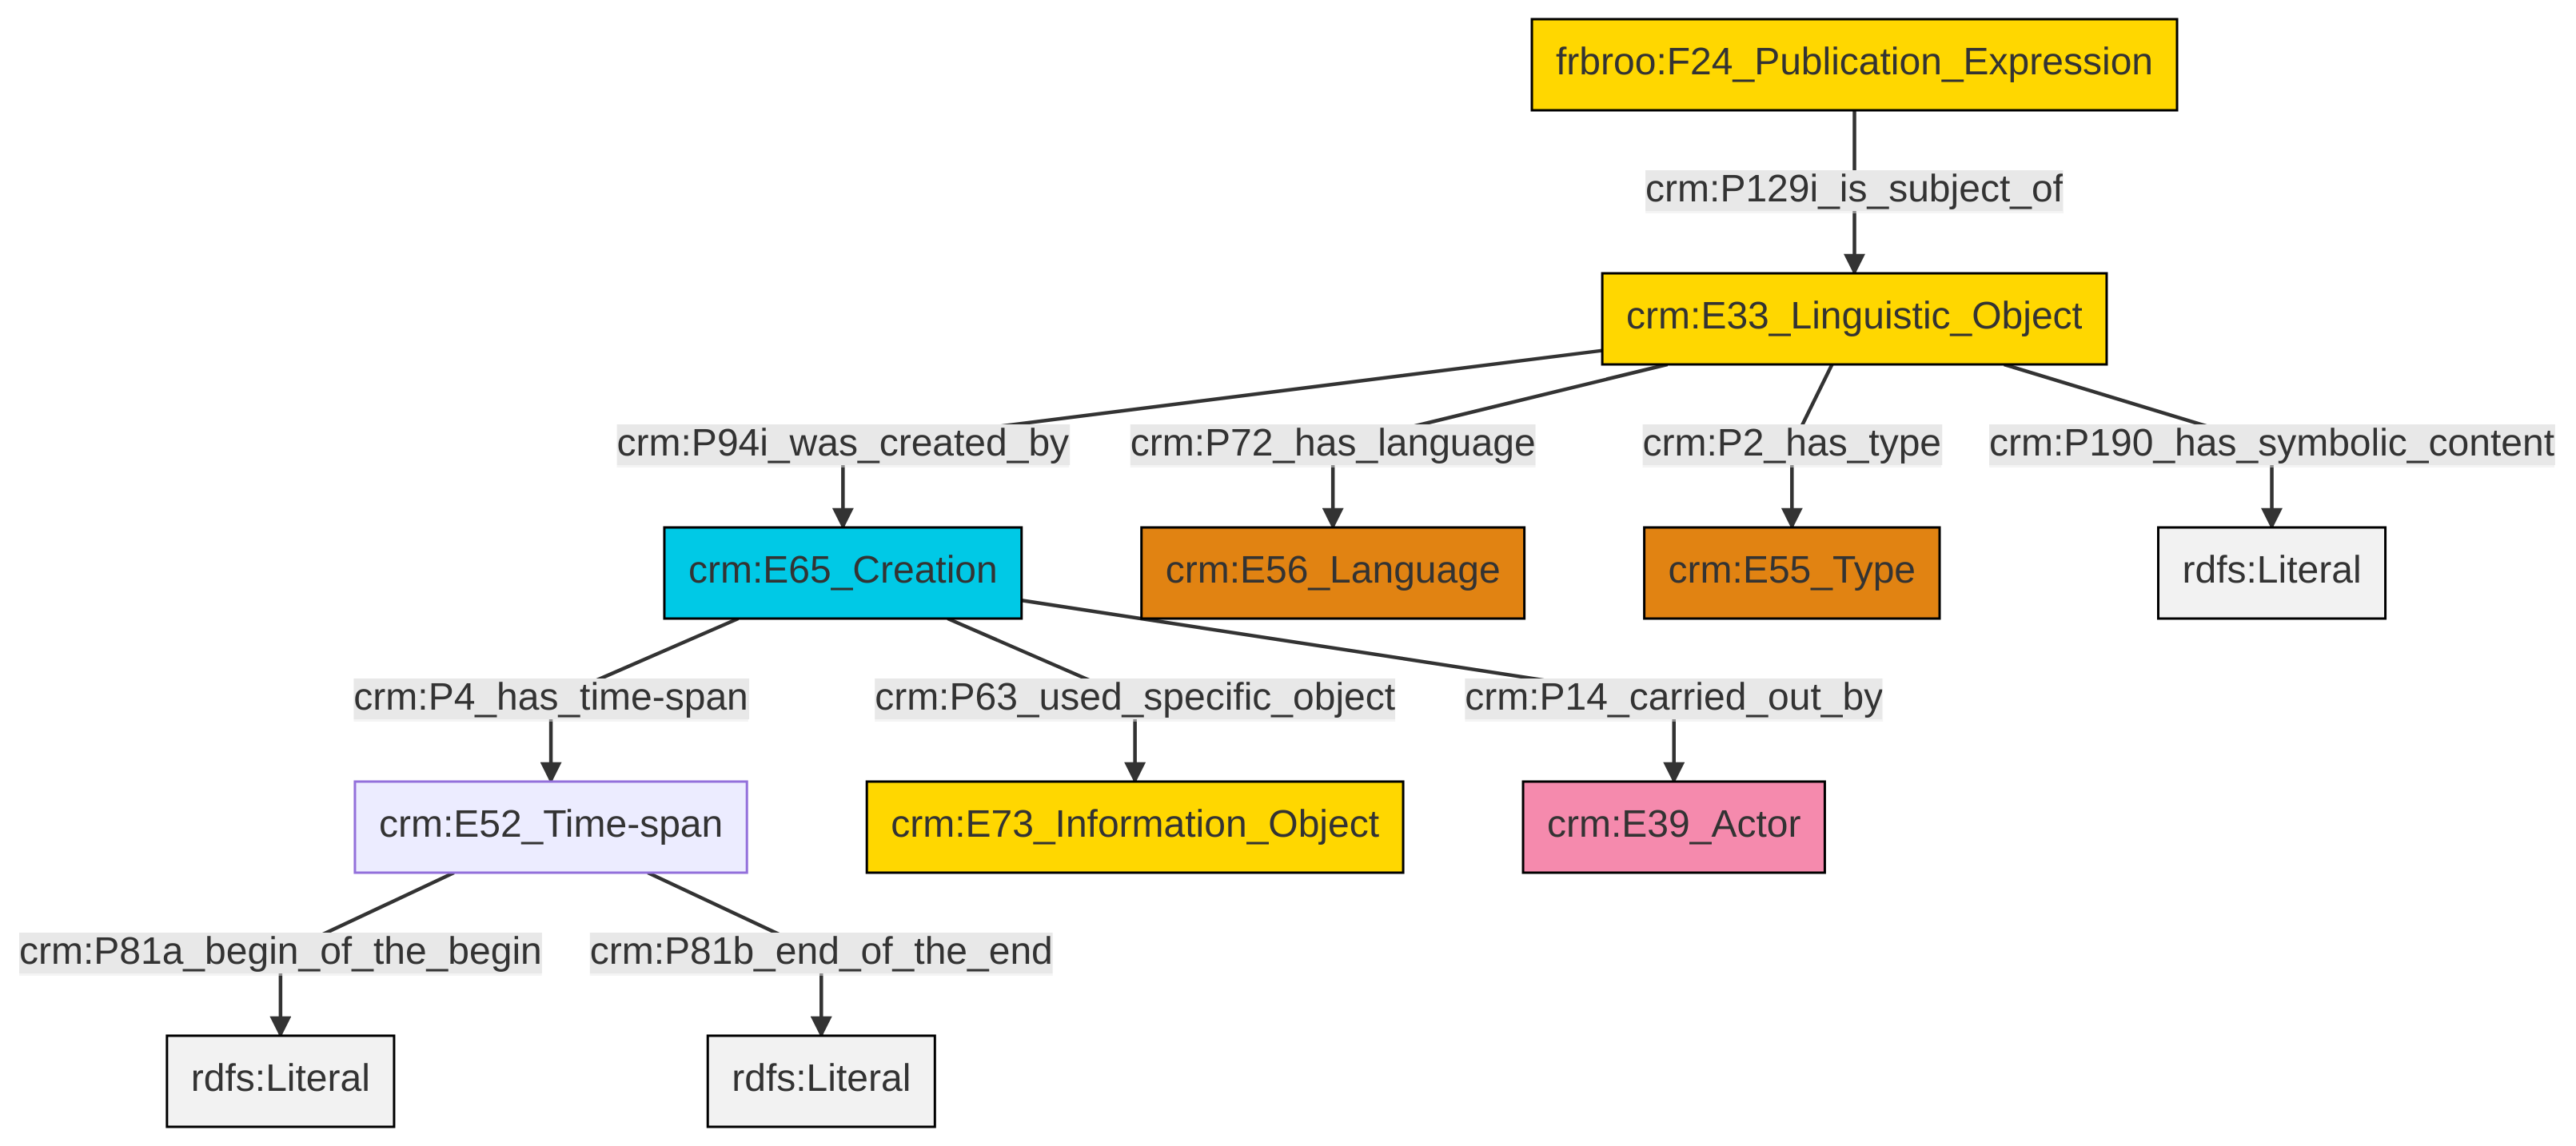 frbroo:F24_Publication_Expression
crm:P129i_is_subject_of
crm:E33_Linguistic_Object
crm:P94i_was_created_by
crm:P72_has_language
crm:P2_has_type
crm:P190_has_symbolic_content
crm:E65_Creation
crm:E56_Language
crm:E55_Type
rdfs:Literal
crm:P4_has_time-span
crm:P63_used_specific_object
crm:P14_carried_out_by
crm:E52_Time-span
crm:E73_Information_Object
crm:E39_Actor
crm:P81a_begin_of_the_begin
crm:P81b_end_of_the_end
rdfs:Literal
rdfs:Literal